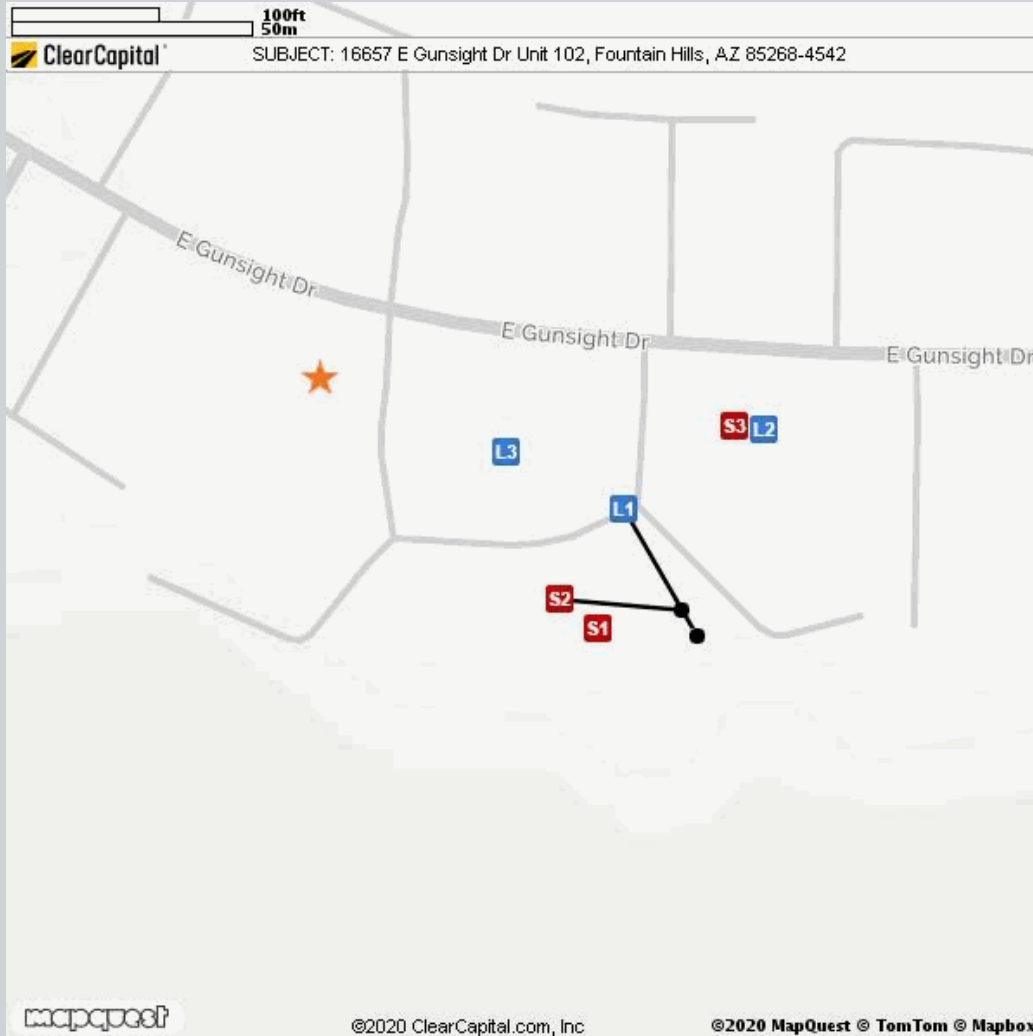 100ft
50m
ClearCapital
SUBJECT: 16657 E Gunsight Dr Unit 102, Fountain Hills, AZ 85268-4542
E Gunsight Dr
E Gunsight Dr
E Gunsight Dr
S3
L2
L3
L1
S2
S1
mapquest
©2020 ClearCapital.com, Inc
©2020 MapQuest © TomTom © Mapbox